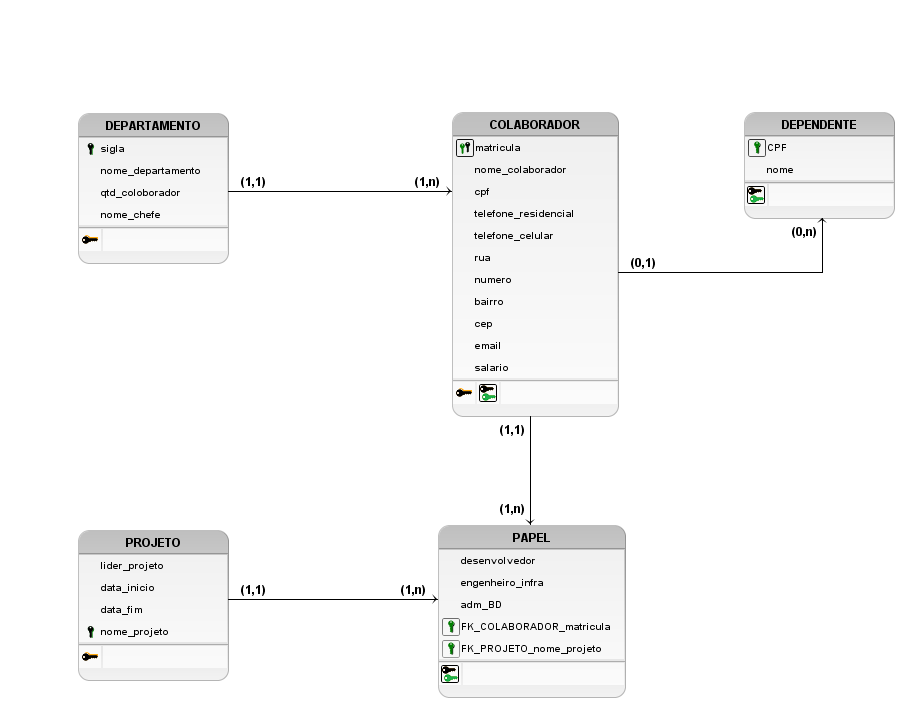 DEPARTAMENTO
sigla
nome_departamento
qtd_coloborador
nome_chefe
(1,1)
(1,n)
COLABORADOR
matricula
nome_colaborador
cpf
telefone_residencial
telefone_celular
rua
numero
bairro
cep
email
salario
DEPENDENTE
CPF
nome
(0,n)
(0,1)
(1,1)
(1,n)
PROJETO
lider_projeto
data_inicio
data_fim
nome_projeto
(1,1)
(1,n)
PAPEL
desenvolvedor
engenheiro_infra
adm_BD
FK_COLABORADOR_matricula
FK_PROJETO_nome_projeto